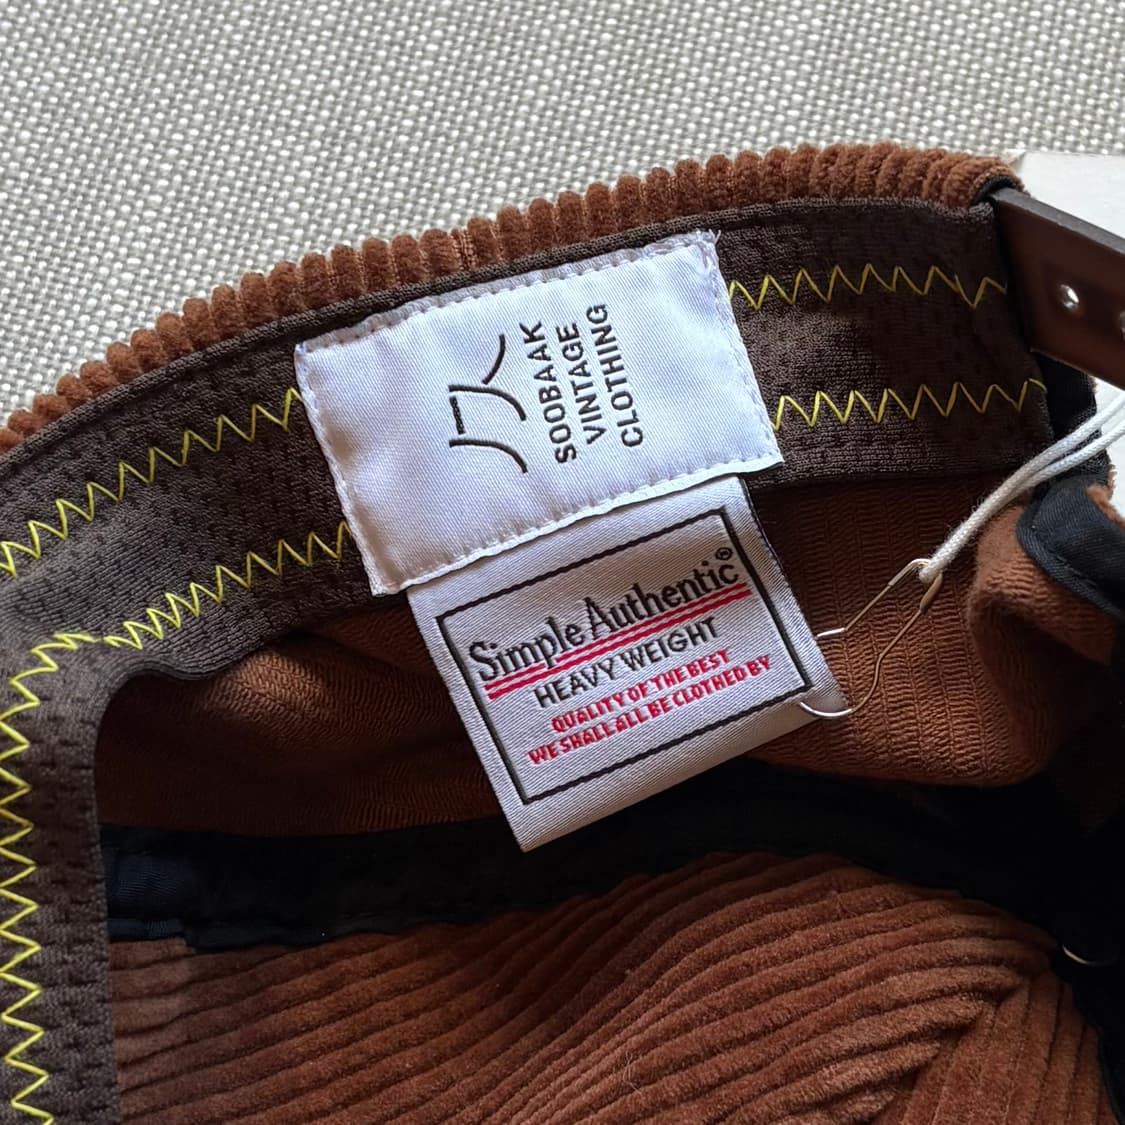 SOOBAAK
VINTAGE
CLOTHING
Simple Authentic®
HEAVY WEIGHT
QUALITY OF THE BEST
WE SHALL ALL BE CLOTHED BY